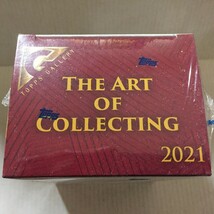 TOPPS GALLERY
THE ART
OF
COLLECTING
2021